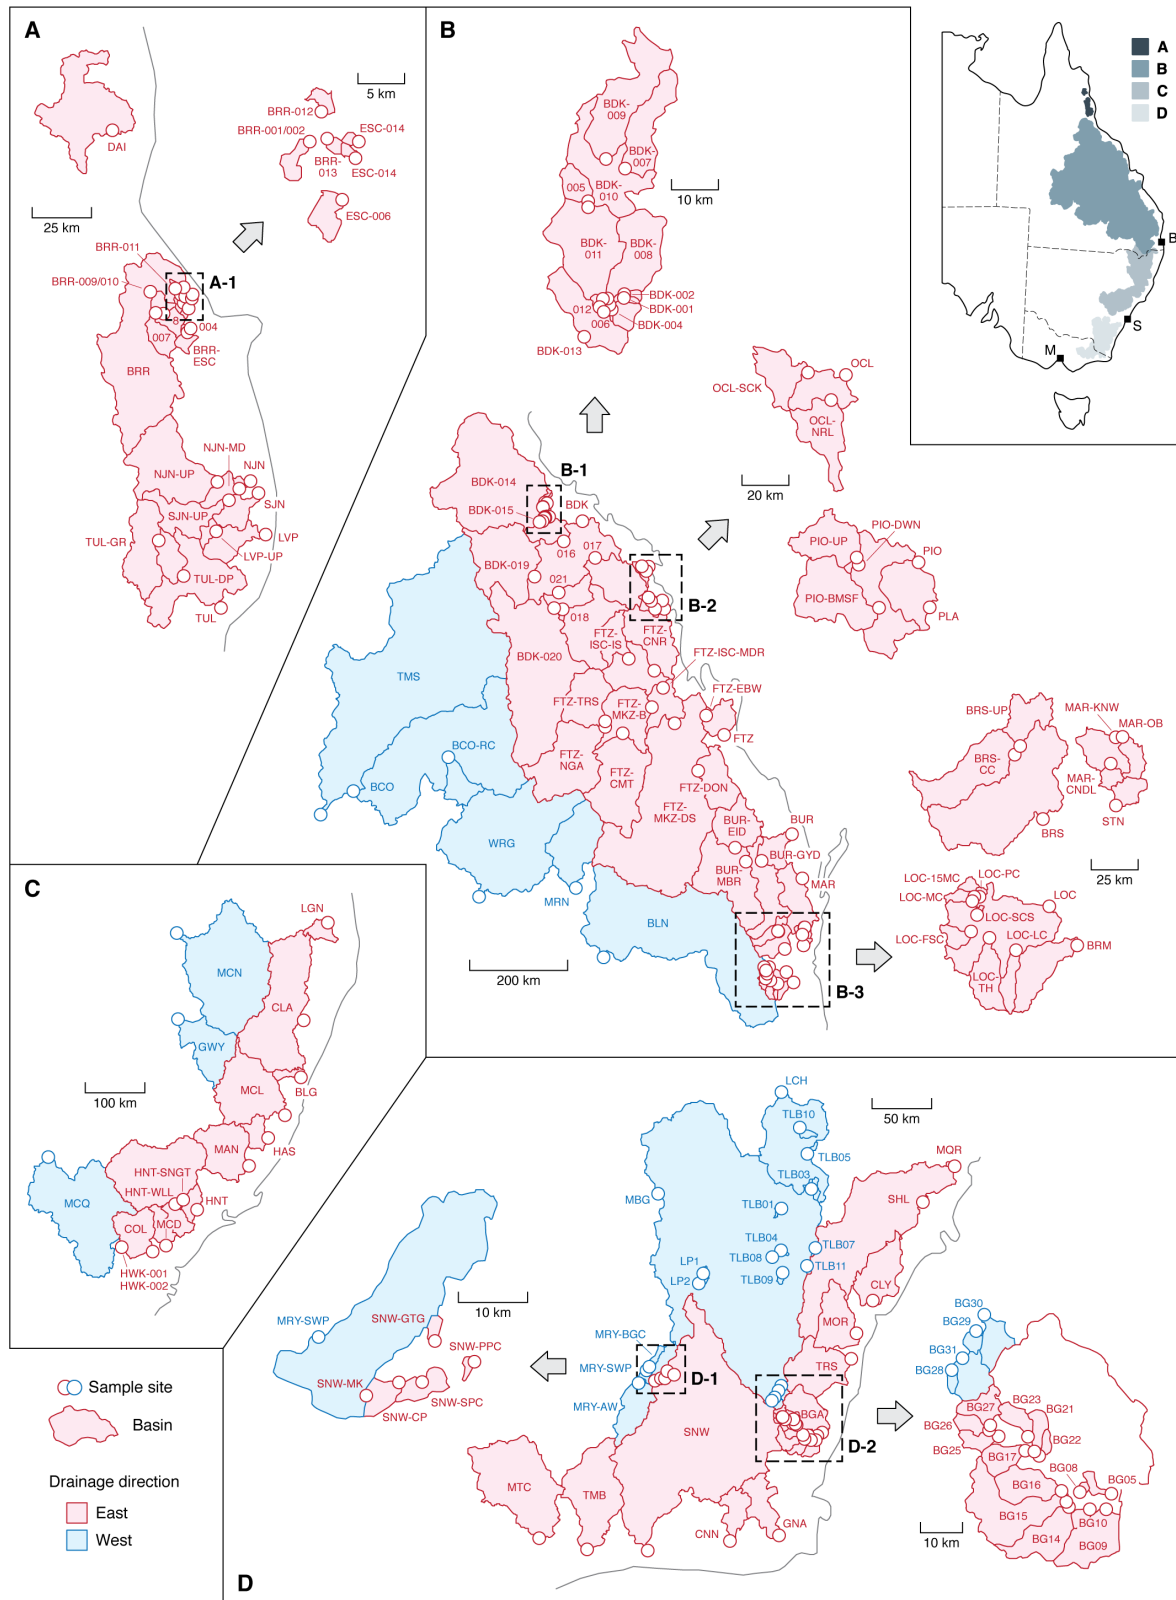 A
5 km
BRR-012
BRR-001/002
ESC-014
BRR-
013
ESC-014
ESC-006
DAI
25 km
BRR-011
BRR-009/010
A-1
8
004
007
BRR-
ESC
BRR
NJN-MD
NJN-UP
NJN
SJN
SJN-UP
TUL-GR
LVP
LVP-UP
TUL-DP
TUL
B
BDK-
009
BDK-
007
005
BDK-
010
10 km
BDK-
011
BDK-
008
BDK-002
012
BDK-001
006
BDK-004
BDK-013
OCL
OCL-SCK
OCL-
NRL
20 km
B-1
BDK-014
BDK-015
BDK
016
017
BDK-019
021
018
B-2
PIO-DWN
PIO-UP
PIO
PIO-BMSF
PLA
FTZ-
ISC-IS
FTZ-
CNR
BDK-020
FTZ-ISC-MDR
TMS
FTZ-TRS
FTZ-
MKZ-B
FTZ-EBW
FTZ
BCO-RC
FTZ-
NGA
FTZ-
CMT
BCO
FTZ-DON
FTZ-
MKZ-DS
BUR-
EID
BUR
WRG
BUR-GYD
BUR-
MBR
MAR
MRN
BLN
200 km
B-3
BRS-UP
MAR-KNW
MAR-OB
BRS-
CC
MAR-
CNDL
BRS
STN
25 km
LOC-15MC
LOC-PC
LOC-MC
LOC
LOC-SCS
LOC-FSC
LOC-LC
BRM
LOC-
TH
A
B
C
D
B
S
M
C
LGN
MCN
CLA
GWY
100 km
MCL
BLG
MAN
HAS
HNT-SNGT
HNT-WLL
MCQ
HNT
COL
MCD
HWK-001
HWK-002
Sample site
Basin
Drainage direction
East
West
D
LCH
50 km
TLB10
TLB05
MQR
TLB03
MBG
SHL
TLB01
TLB04
TLB07
TLB08
LP1
TLB11
LP2
TLB09
CLY
10 km
MRY-SWP
SNW-GTG
SNW-PPC
SNW-MK
SNW-SPC
SNW-CP
MRY-BGC
MRY-SWP
D-1
MRY-AW
MOR
TRS
SNW
BGA
D-2
MTC
TMB
CNN
GNA
BG30
BG29
BG31
BG28
BG27
BG23
BG21
BG26
BG22
BG25
BG17
BG08
BG05
BG16
BG15
BG10
BG14
BG09
10 km